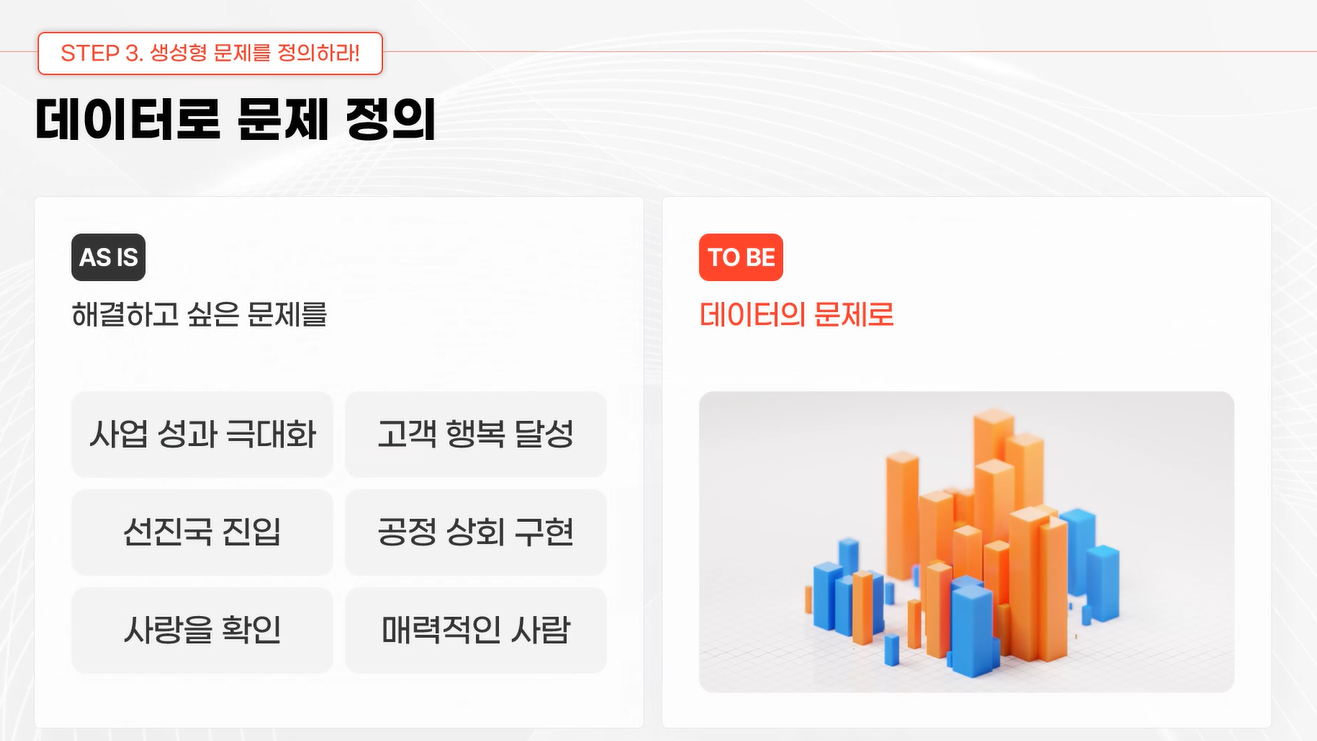 STEP 3. 생성형 문제를 정의하라!
데이터로 문제 정의
AS IS
해결하고 싶은 문제를
사업 성과 극대화
고객 행복 달성
선진국 진입
공정 상회 구현
사랑을 확인
매력적인 사람
TO BE
데이터의 문제로